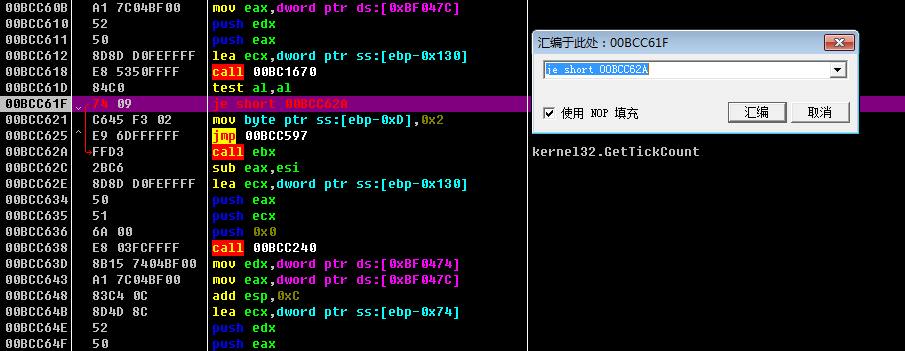 00BCC60B A1 7C04BF00 mov eax,dword ptr ds:[0xBF047C]
00BCC610 52 push edx
00BCC611 50 push eax
00BCC612 8D8D D0FEFFFF lea ecx,dword ptr ss:[ebp-0x130]
00BCC618 E8 5350FFFF call 00BC1670
00BCC61D 84C0 test al,al
00BCC61F 74 09 je short 00BCC62A
00BCC621 C645 F3 02 mov byte ptr ss:[ebp-0xD],0x2
00BCC625 E9 6DFFFFFF jmp 00BCC597
00BCC62A FFD3 call ebx kernel32.GetTickCount
00BCC62C 2BC6 sub eax,esi
00BCC62E 8D8D D0FEFFFF lea ecx,dword ptr ss:[ebp-0x130]
00BCC634 50 push eax
00BCC635 51 push ecx
00BCC636 6A 00 push 0x0
00BCC638 E8 03FCFFFF call 00BCC240
00BCC63D 8B15 7404BF00 mov edx,dword ptr ds:[0xBF0474]
00BCC643 A1 7C04BF00 mov eax,dword ptr ds:[0xBF047C]
00BCC648 83C4 0C add esp,0xC
00BCC64B 8D4D 8C lea ecx,dword ptr ss:[ebp-0x74]
00BCC64E 52 push edx
00BCC64F 50 push eax
汇编于此处：00BCC61F
je short 00BCC62A
使用 NOP 填充
汇编
取消